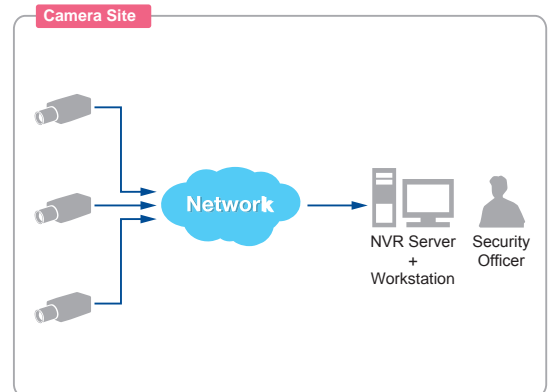 Camera Site
Network
NVR Server
+
Workstation
Security
Officer